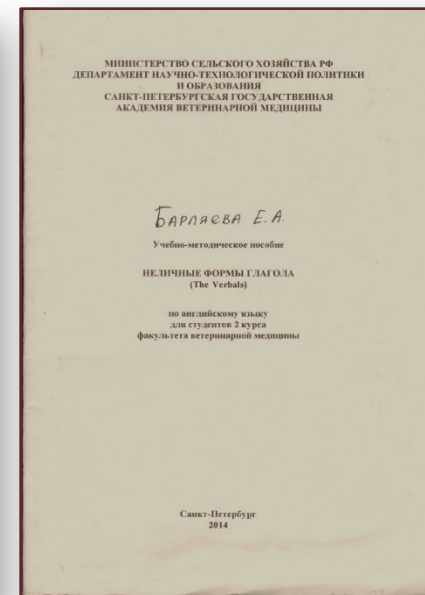 МИНИСТЕРСТВО СЕЛЬСКОГО ХОЗЯЙСТВА РФ
ДЕПАРТАМЕНТ НАУЧНО-ТЕХНОЛОГИЧЕСКОЙ ПОЛИТИКИ
И ОБРАЗОВАНИЯ
САНКТ-ПЕТЕРБУРГСКАЯ ГОСУДАРСТВЕННАЯ
АКАДЕМИЯ ВЕТЕРИНАРНОЙ МЕДИЦИНЫ
БАРЛЯЕВА Е.А.
Учебно-методическое пособие
НЕЛИЧНЫЕ ФОРМЫ ГЛАГОЛА
(The Verbals)
по английскому языку
для студентов 2 курса
факультета ветеринарной медицины
Санкт-Петербург
2014